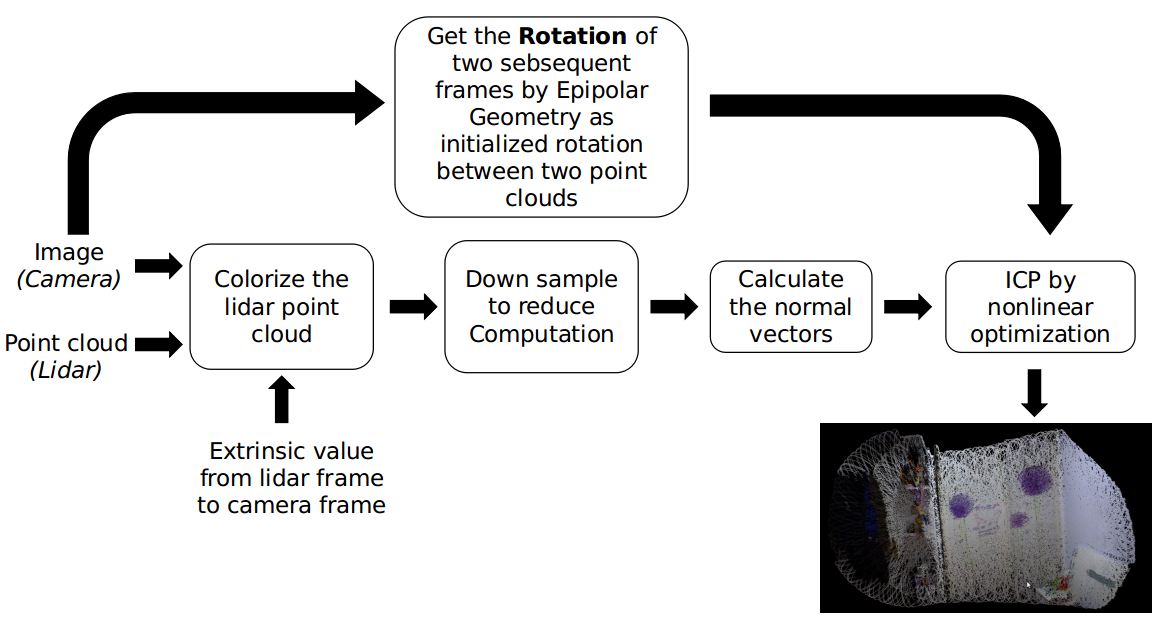 Get the Rotation of
two sebsequent
frames by Epipolar
Geometry as
initialized rotation
between two point
clouds
Image
(Camera)
Point cloud
(Lidar)
Colorize the
lidar point
cloud
Down sample
to reduce
Computation
Calculate
the normal
vectors
ICP by
nonlinear
optimization
Extrinsic value
from lidar frame
to camera frame